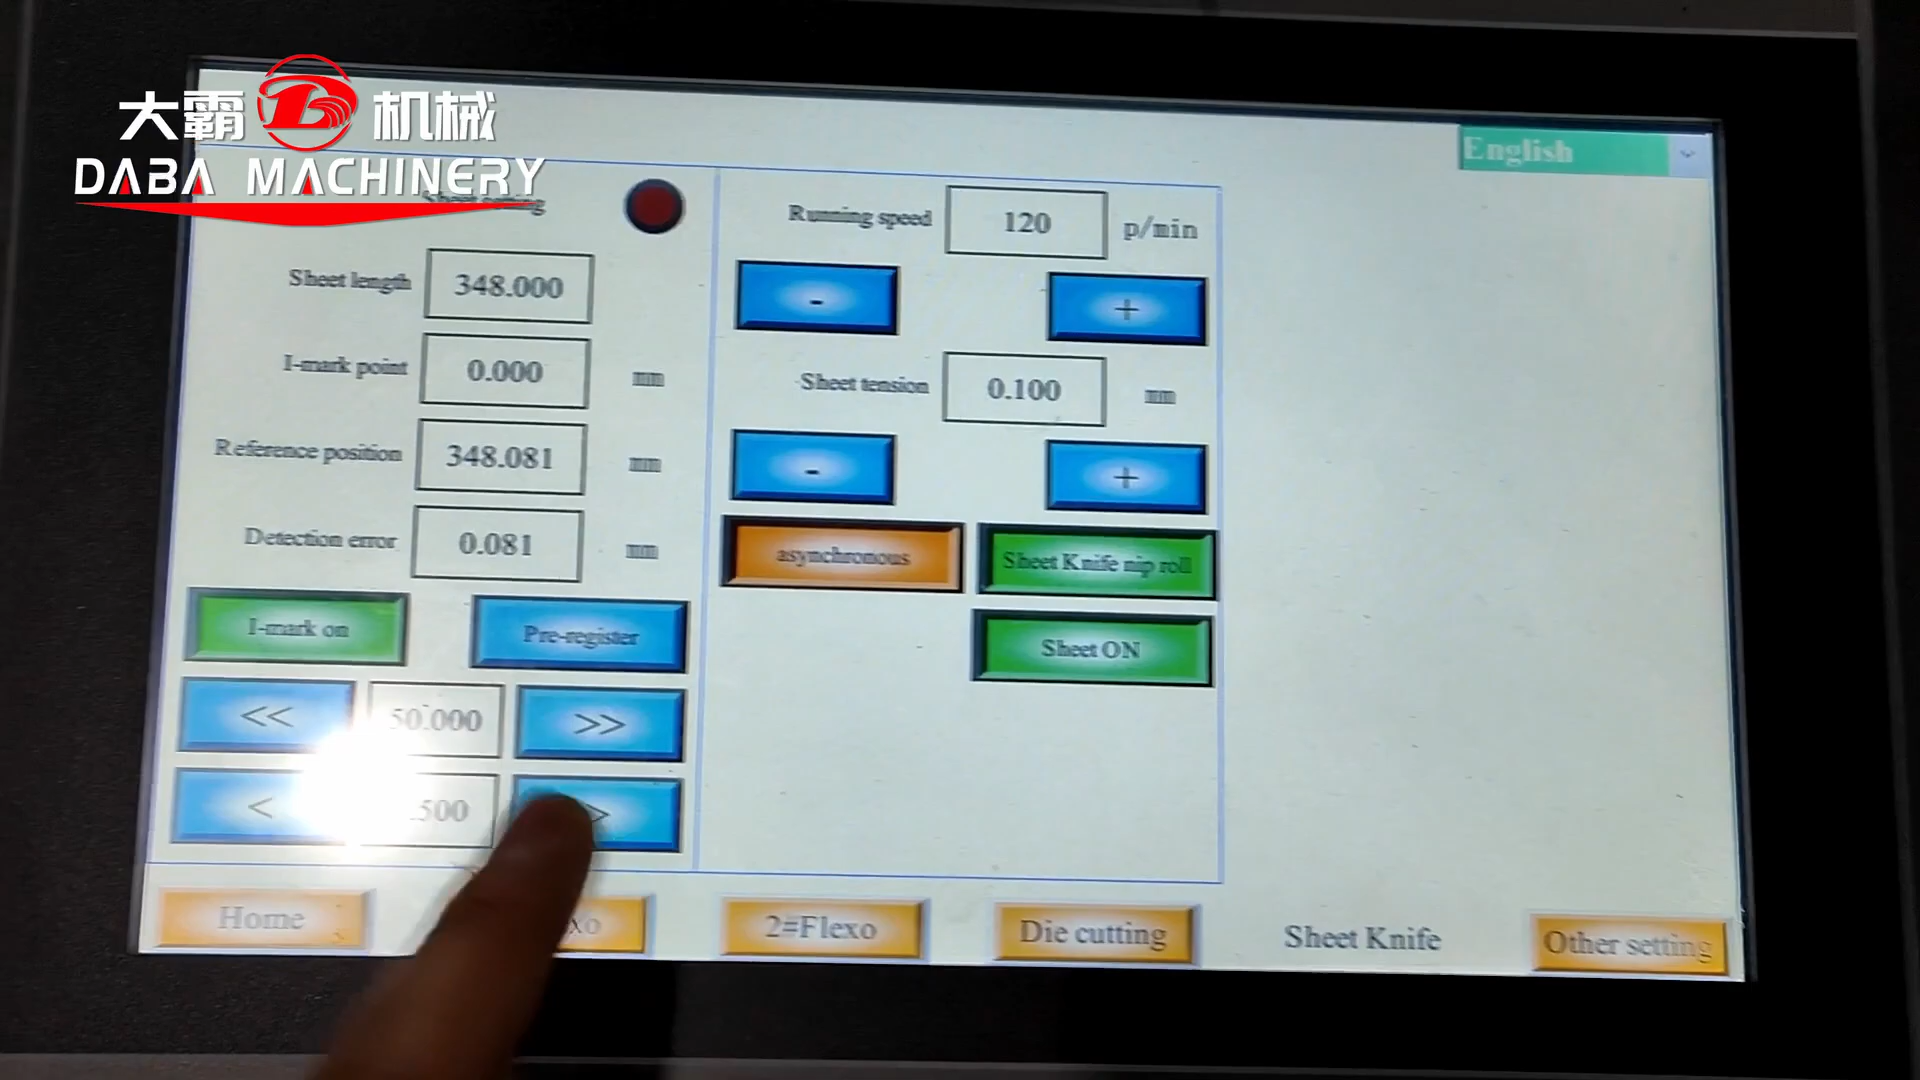 大霸机械
DABA MACHINERY
English
Sheet setting
Sheet length 348.000
I-mark point 0.000 mm
Reference position 348.081 mm
Detection error 0.081 mm
I-mark on Pre-register
<< 50.000 >>
< .500 >
Running speed 120 p/min
- +
Sheet tension 0.100 mm
- +
asynchronous Sheet Knife nip roll
Sheet ON
Home xo 2#Flexo Die cutting Sheet Knife Other setting